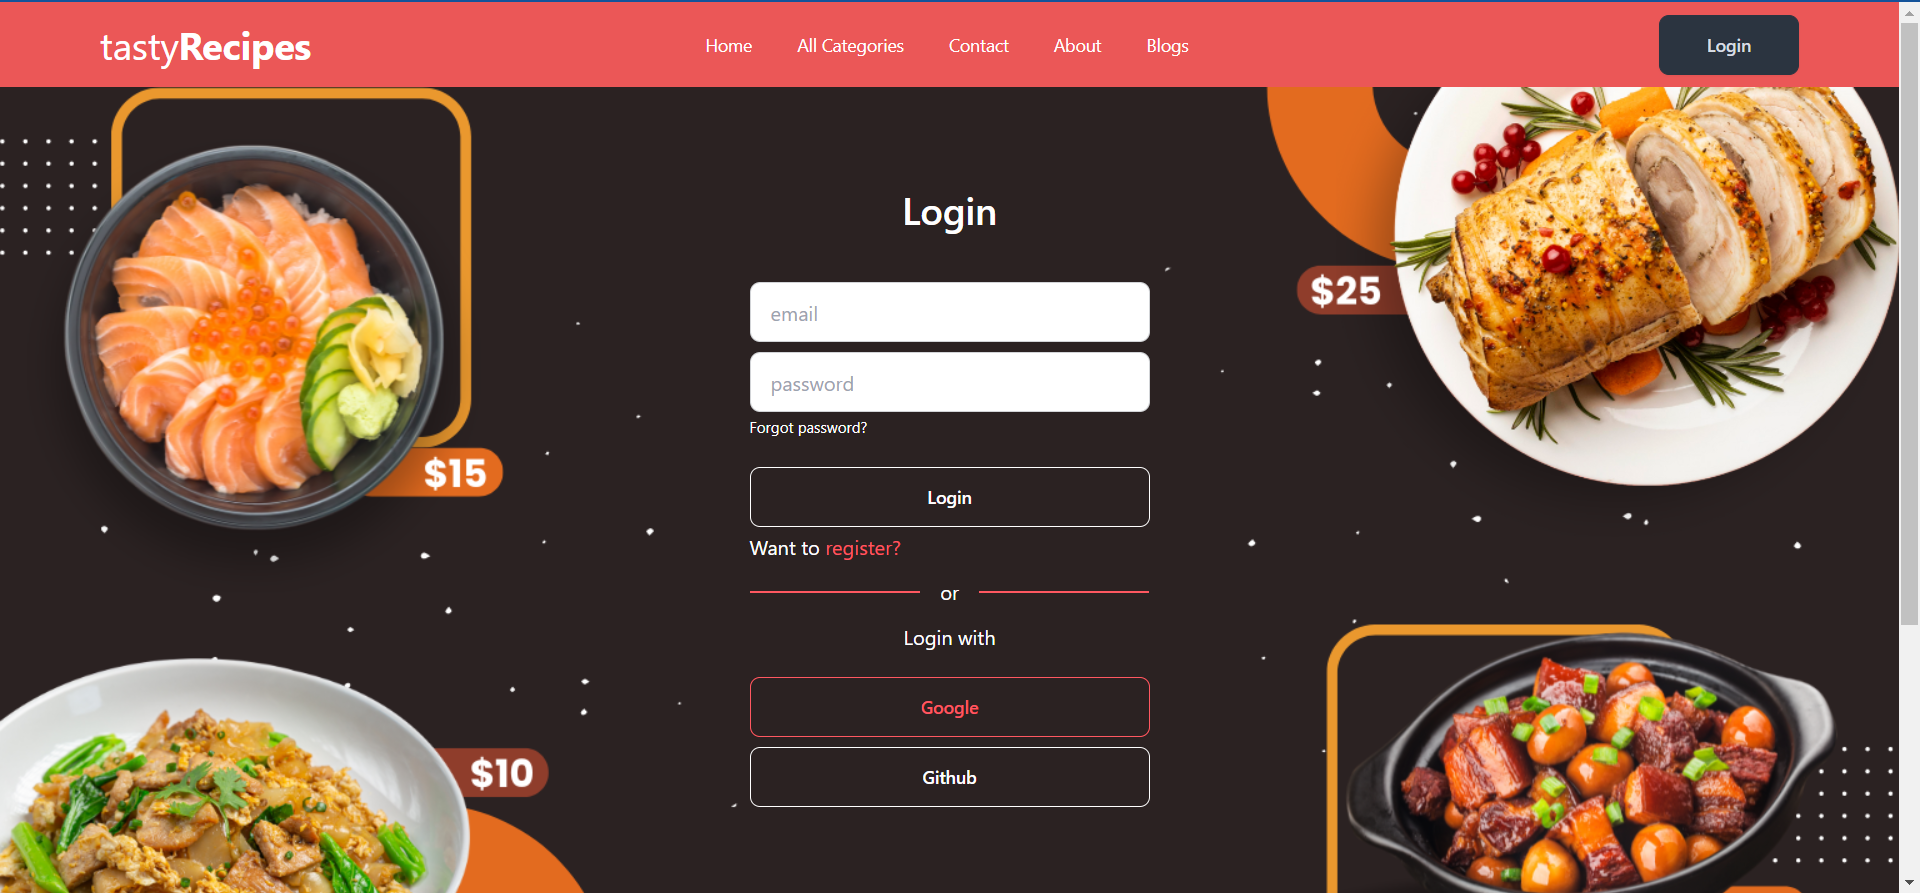 tastyRecipes
Home
All Categories
Contact
About
Blogs
Login
Login
$25
email
password
Forgot password?
$15
Login
Want to register?
or
Login with
Google
$10
Github